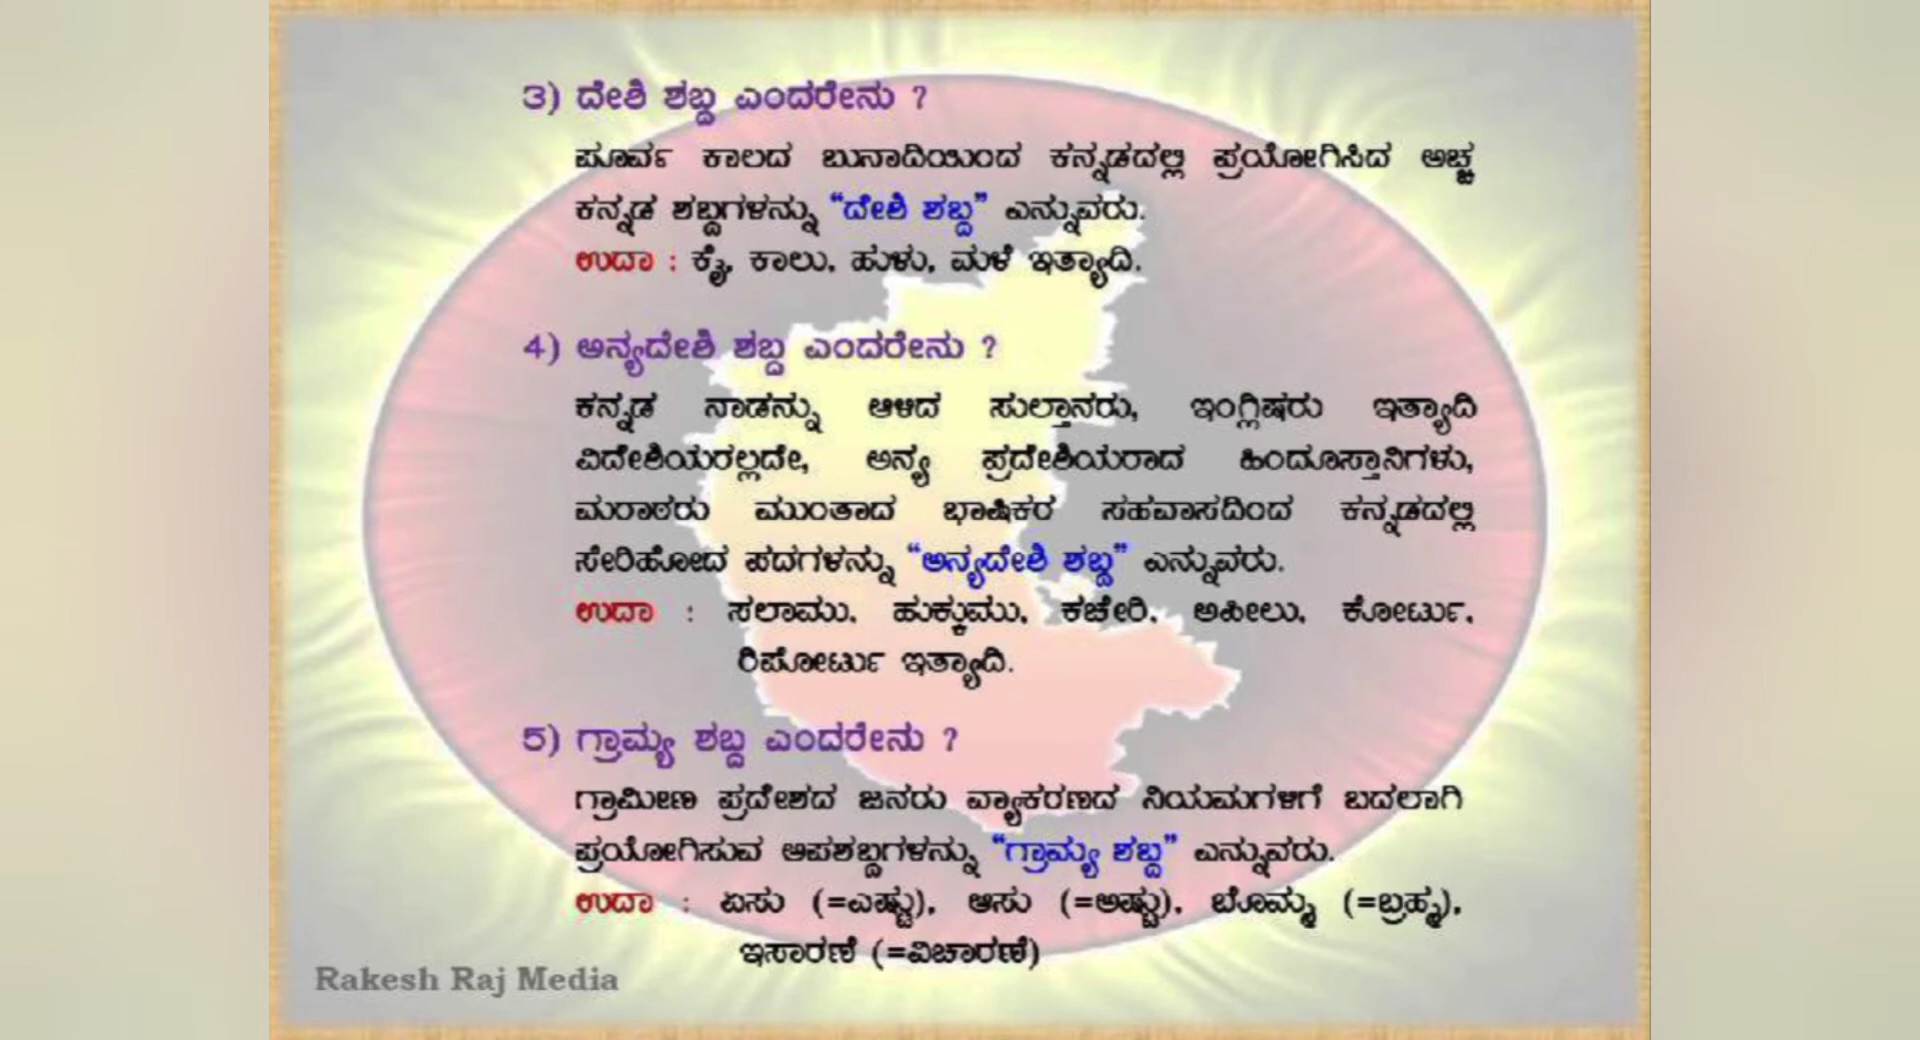 3) ದೇಶಿ ಶಬ್ದ ಎಂದರೇನು ?
ಪೂರ್ವ ಕಾಲದ ಬುನಾದಿಯಿಂದ ಕನ್ನಡದಲ್ಲಿ ಪ್ರಯೋಗಿಸಿದ ಅಚ್ಚ
ಕನ್ನಡ ಶಬ್ದಗಳನ್ನು “ದೇಶಿ ಶಬ್ದ” ಎನ್ನುವರು.
ಉದಾ : ಕೈ, ಕಾಲು, ಹುಳು, ಮಳೆ ಇತ್ಯಾದಿ.
4) ಅನ್ಯದೇಶಿ ಶಬ್ದ ಎಂದರೇನು ?
ಕನ್ನಡ ನಾಡನ್ನು ಆಳಿದ ಸುಲ್ತಾನರು, ಇಂಗ್ಲಿಷರು ಇತ್ಯಾದಿ
ವಿದೇಶಿಯರಲ್ಲದೇ, ಅನ್ಯ ಪ್ರದೇಶಿಯರಾದ ಹಿಂದೂಸ್ತಾನಿಗಳು,
ಮರಾಠರು ಮುಂತಾದ ಭಾಷಿಕರ ಸಹವಾಸದಿಂದ ಕನ್ನಡದಲ್ಲಿ
ಸೇರಿಹೋದ ಪದಗಳನ್ನು “ಅನ್ಯದೇಶಿ ಶಬ್ದ” ಎನ್ನುವರು.
ಉದಾ : ಸಲಾಮು, ಹುಕ್ಕುಮು, ಕಚೇರಿ, ಅಪೀಲು, ಕೋರ್ಟು,
ರಿಪೋರ್ಟು ಇತ್ಯಾದಿ.
5) ಗ್ರಾಮ್ಯ ಶಬ್ದ ಎಂದರೇನು ?
ಗ್ರಾಮೀಣ ಪ್ರದೇಶದ ಜನರು ವ್ಯಾಕರಣದ ನಿಯಮಗಳಿಗೆ ಬದಲಾಗಿ
ಪ್ರಯೋಗಿಸುವ ಅಪಶಬ್ದಗಳನ್ನು “ಗ್ರಾಮ್ಯ ಶಬ್ದ” ಎನ್ನುವರು.
ಉದಾ : ಏಸು (=ಎಷ್ಟು), ಆಸು (=ಅಷ್ಟು), ಬೊಮ್ಮ (=ಬ್ರಹ್ಮ),
ಇಸಾರಣೆ (=ವಿಚಾರಣೆ)
Rakesh Raj Media